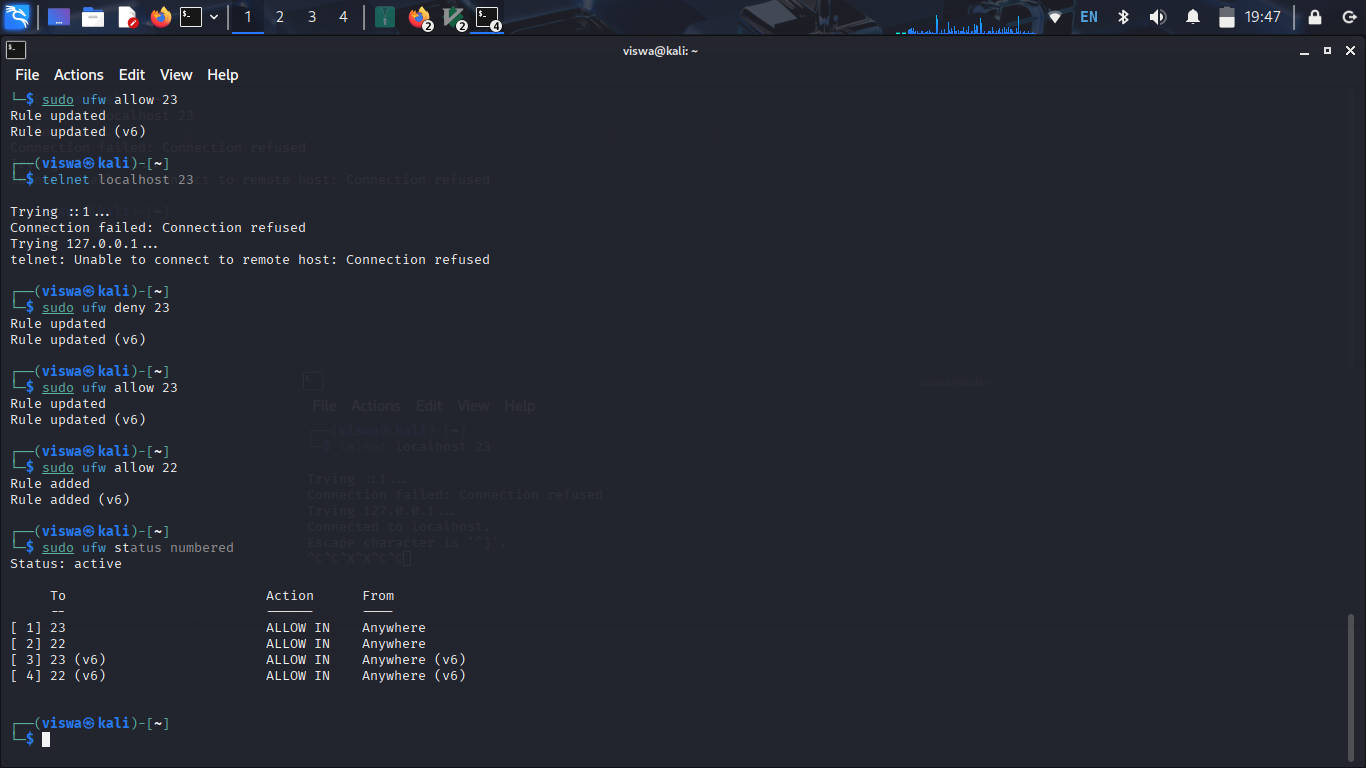 1 2 3 4 2 2 4 EN 19:47
viswa@kali: ~
File Actions Edit View Help
└─$ sudo ufw allow 23
Rule updated
Rule updated (v6)
┌──(viswa㉿kali)-[~]
└─$ telnet localhost 23
Trying ::1...
Connection failed: Connection refused
Trying 127.0.0.1...
telnet: Unable to connect to remote host: Connection refused
┌──(viswa㉿kali)-[~]
└─$ sudo ufw deny 23
Rule updated
Rule updated (v6)
┌──(viswa㉿kali)-[~]
└─$ sudo ufw allow 23
Rule updated
Rule updated (v6)
┌──(viswa㉿kali)-[~]
└─$ sudo ufw allow 22
Rule added
Rule added (v6)
┌──(viswa㉿kali)-[~]
└─$ sudo ufw status numbered
Status: active
To Action From
-- ------ ----
[ 1] 23 ALLOW IN Anywhere
[ 2] 22 ALLOW IN Anywhere
[ 3] 23 (v6) ALLOW IN Anywhere (v6)
[ 4] 22 (v6) ALLOW IN Anywhere (v6)
┌──(viswa㉿kali)-[~]
└─$
File Actions Edit View Help
┌──(viswa㉿kali)-[~]
└─$ telnet localhost 23
Trying ::1...
Connection failed: Connection refused
Trying 127.0.0.1...
Connected to localhost.
Escape character is '^]'.
^C^C^X^X^C^C